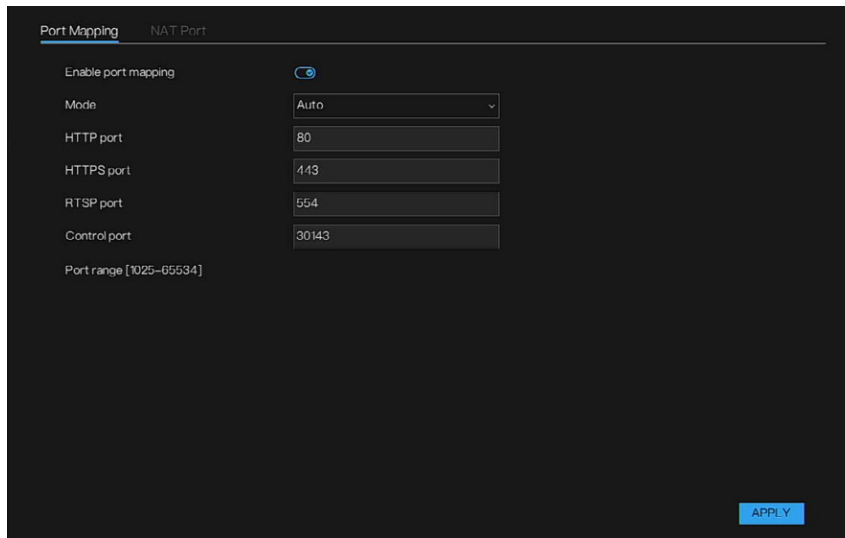 Port Mapping NAT Port
Enable port mapping
Mode Auto
HTTP port 80
HTTPS port 443
RTSP port 554
Control port 30143
Port range [1025-65534]
APPLY